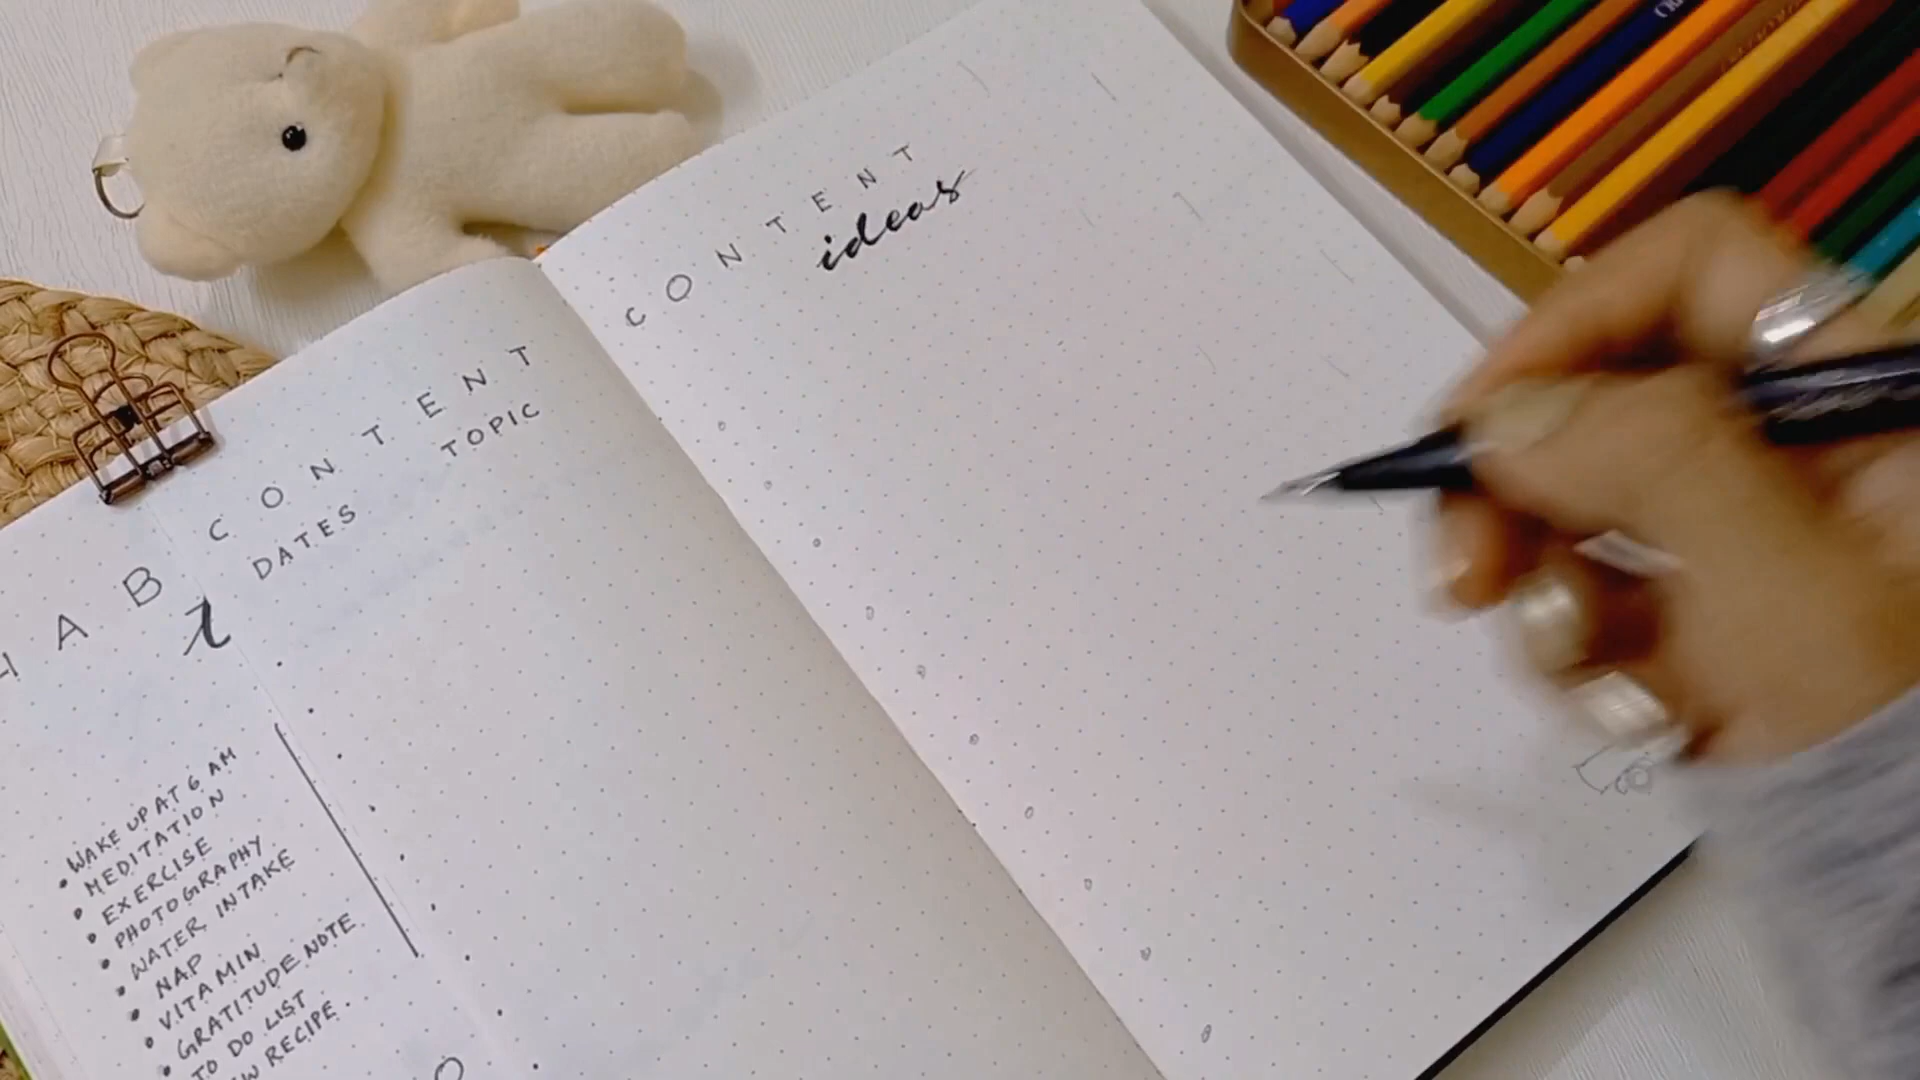 HAB
CONTENT
DATES TOPIC
• WAKE UP AT 6 AM
• MEDITATION
• EXERCISE
• PHOTOGRAPHY
• WATER INTAKE
• NAP
• VITAMIN
• GRATITUDE NOTE
• TO DO LIST
RECIPE.
CONTENT
ideas